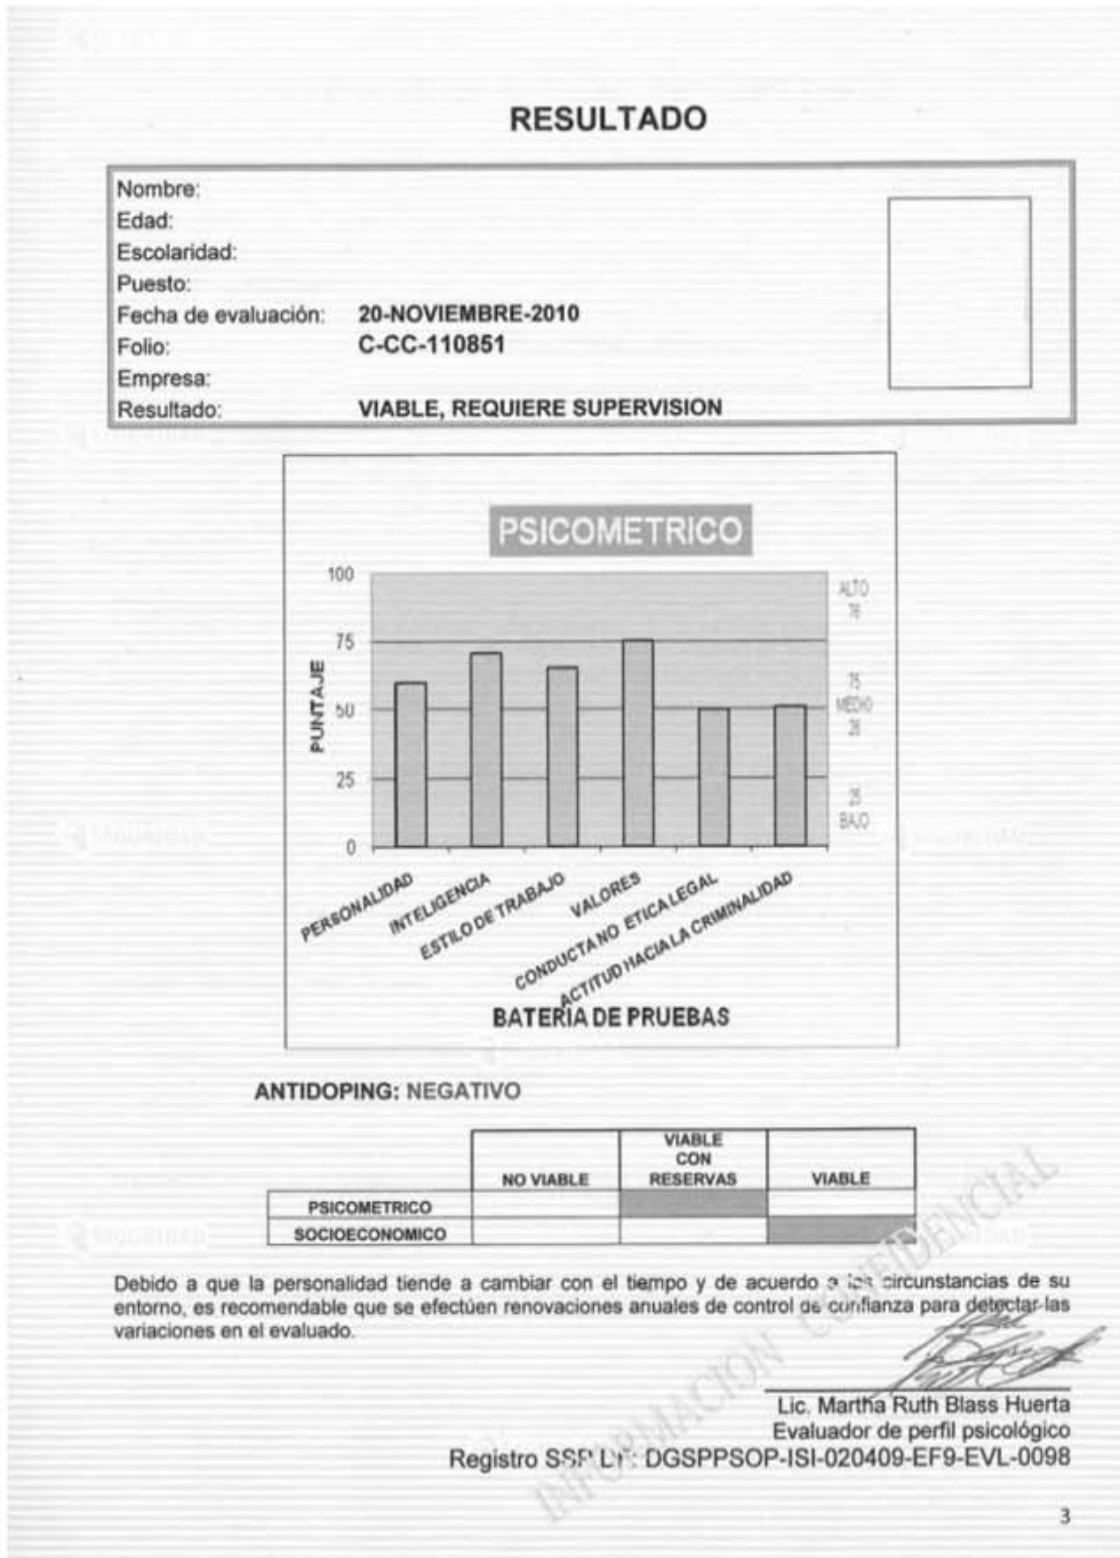 RESULTADO
Nombre:
Edad:
Escolaridad:
Puesto:
Fecha de evaluación: 20-NOVIEMBRE-2010
Folio: C-CC-110851
Empresa:
Resultado: VIABLE, REQUIERE SUPERVISION
PSICOMETRICO
100
75
50
25
0
PUNTAJE
ALTO
76
75
MEDIO
BAJO
PERSONALIDAD
INTELIGENCIA
ESTILO DE TRABAJO
VALORES
CONDUCTA NO ETICA LEGAL
ACTITUD HACIA LA CRIMINALIDAD
BATERIA DE PRUEBAS
ANTIDOPING: NEGATIVO
NO VIABLE
VIABLE
CON
RESERVAS
VIABLE
PSICOMETRICO
SOCIOECONOMICO
Debido a que la personalidad tiende a cambiar con el tiempo y de acuerdo a las circunstancias de su
entorno, es recomendable que se efectúen renovaciones anuales de control de confianza para detectar las
variaciones en el evaluado.
INFORMACION CONFIDENCIAL
Lic. Martha Ruth Blass Huerta
Evaluador de perfil psicológico
Registro SSP DGSPPSOP-ISI-020409-EF9-EVL-0098
3